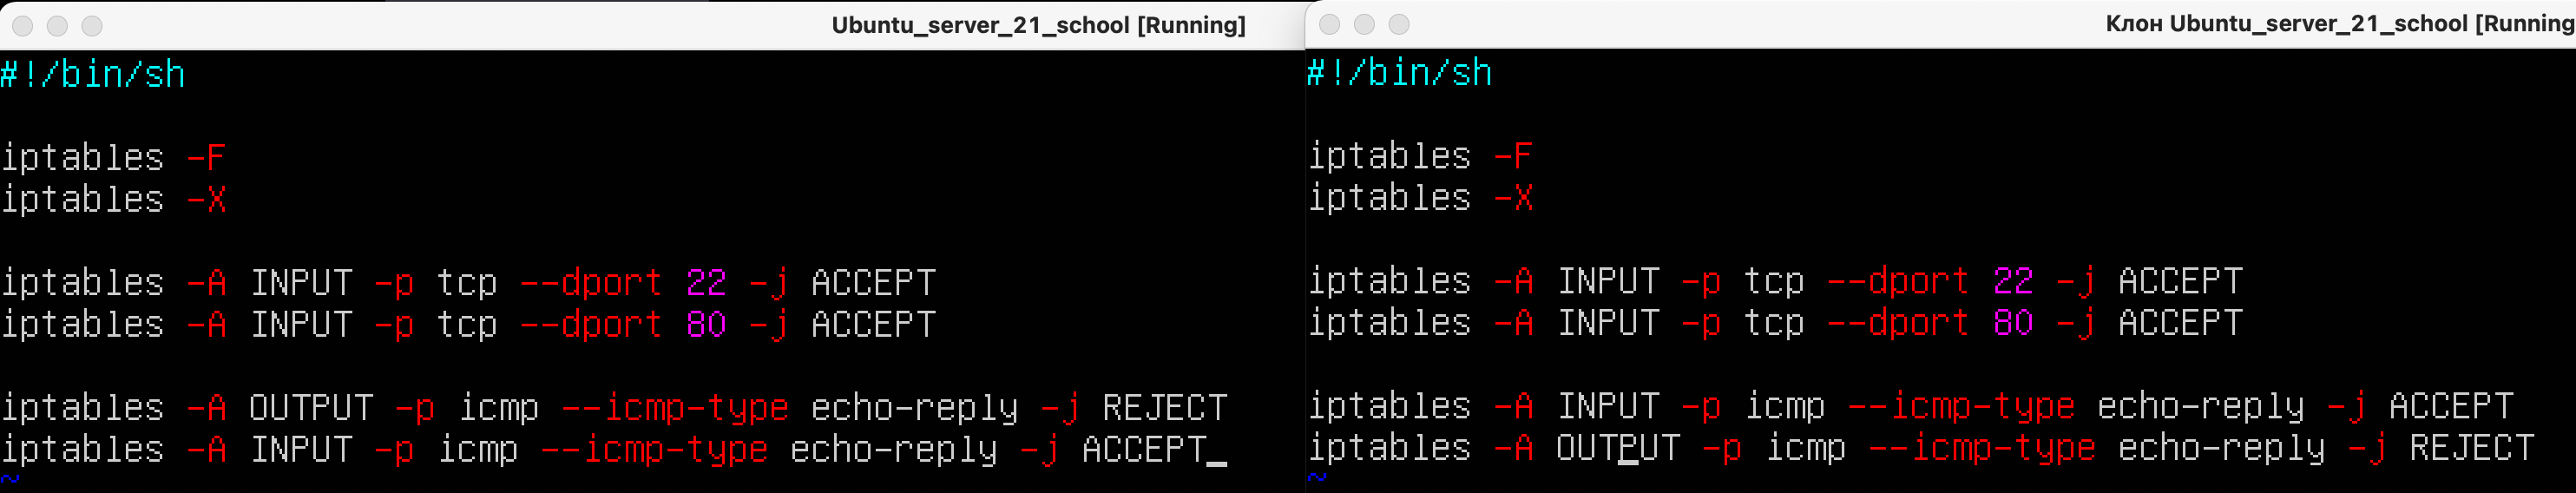 Ubuntu_server_21_school [Running]
#!/bin/sh
iptables -F
iptables -X
iptables -A INPUT -p tcp --dport 22 -j ACCEPT
iptables -A INPUT -p tcp --dport 80 -j ACCEPT
iptables -A OUTPUT -p icmp --icmp-type echo-reply -j REJECT
iptables -A INPUT -p icmp --icmp-type echo-reply -j ACCEPT
~
Клон Ubuntu_server_21_school [Running
#!/bin/sh
iptables -F
iptables -X
iptables -A INPUT -p tcp --dport 22 -j ACCEPT
iptables -A INPUT -p tcp --dport 80 -j ACCEPT
iptables -A INPUT -p icmp --icmp-type echo-reply -j ACCEPT
iptables -A OUTPUT -p icmp --icmp-type echo-reply -j REJECT
~